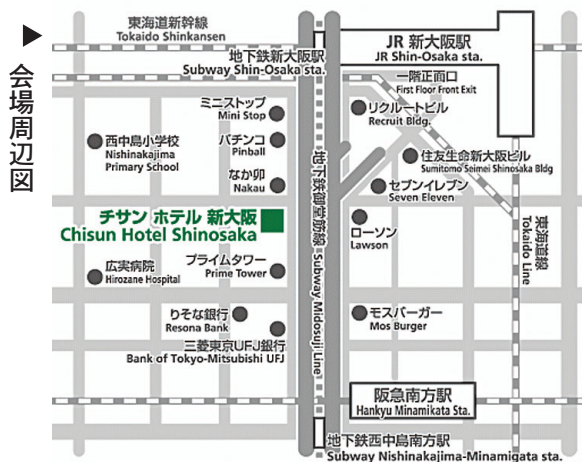 ▶会場周辺図
東海道新幹線
Tokaido Shinkansen
地下鉄新大阪駅
Subway Shin-Osaka sta.
JR 新大阪駅
JR Shin-Osaka sta.
一階正面口
First Floor Front Exit
ミニストップ
Mini Stop
リクルートビル
Recruit Bldg.
西中島小学校
Nishinakajima
Primary School
パチンコ
Pinball
住友生命新大阪ビル
Sumitomo Seimei Shinosaka Bldg
なか卯
Nakau
セブンイレブン
Seven Eleven
チサン ホテル 新大阪
Chisun Hotel Shinosaka
ローソン
Lawson
地下鉄御堂筋線 Subway Midosuji Line
東海道線
Tokaido Line
広実病院
Hirozane Hospital
プライムタワー
Prime Tower
りそな銀行
Resona Bank
モスバーガー
Mos Burger
三菱東京UFJ銀行
Bank of Tokyo-Mitsubishi UFJ
阪急南方駅
Hankyu Minamikata Sta.
地下鉄西中島南方駅
Subway Nishinakajima-Minamigata sta.